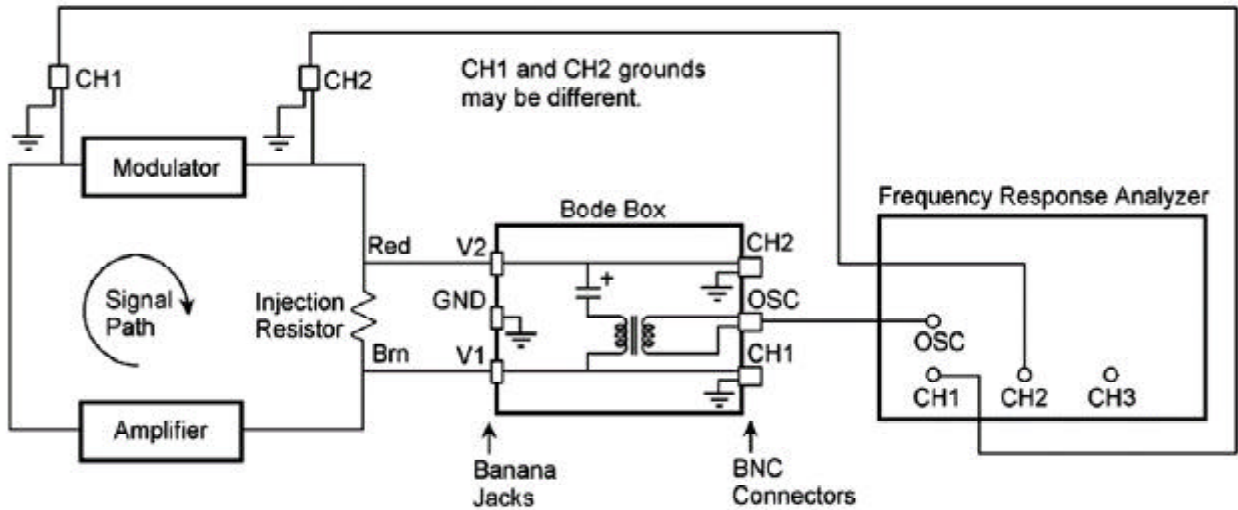 CH1
CH2
CH1 and CH2 grounds
may be different.
Modulator
Frequency Response Analyzer
Bode Box
Red
V2
CH2
Signal
Path
Injection
Resistor
GND
OSC
OSC
Brn
V1
CH1
CH1
CH2
CH3
Amplifier
Banana
Jacks
BNC
Connectors
+